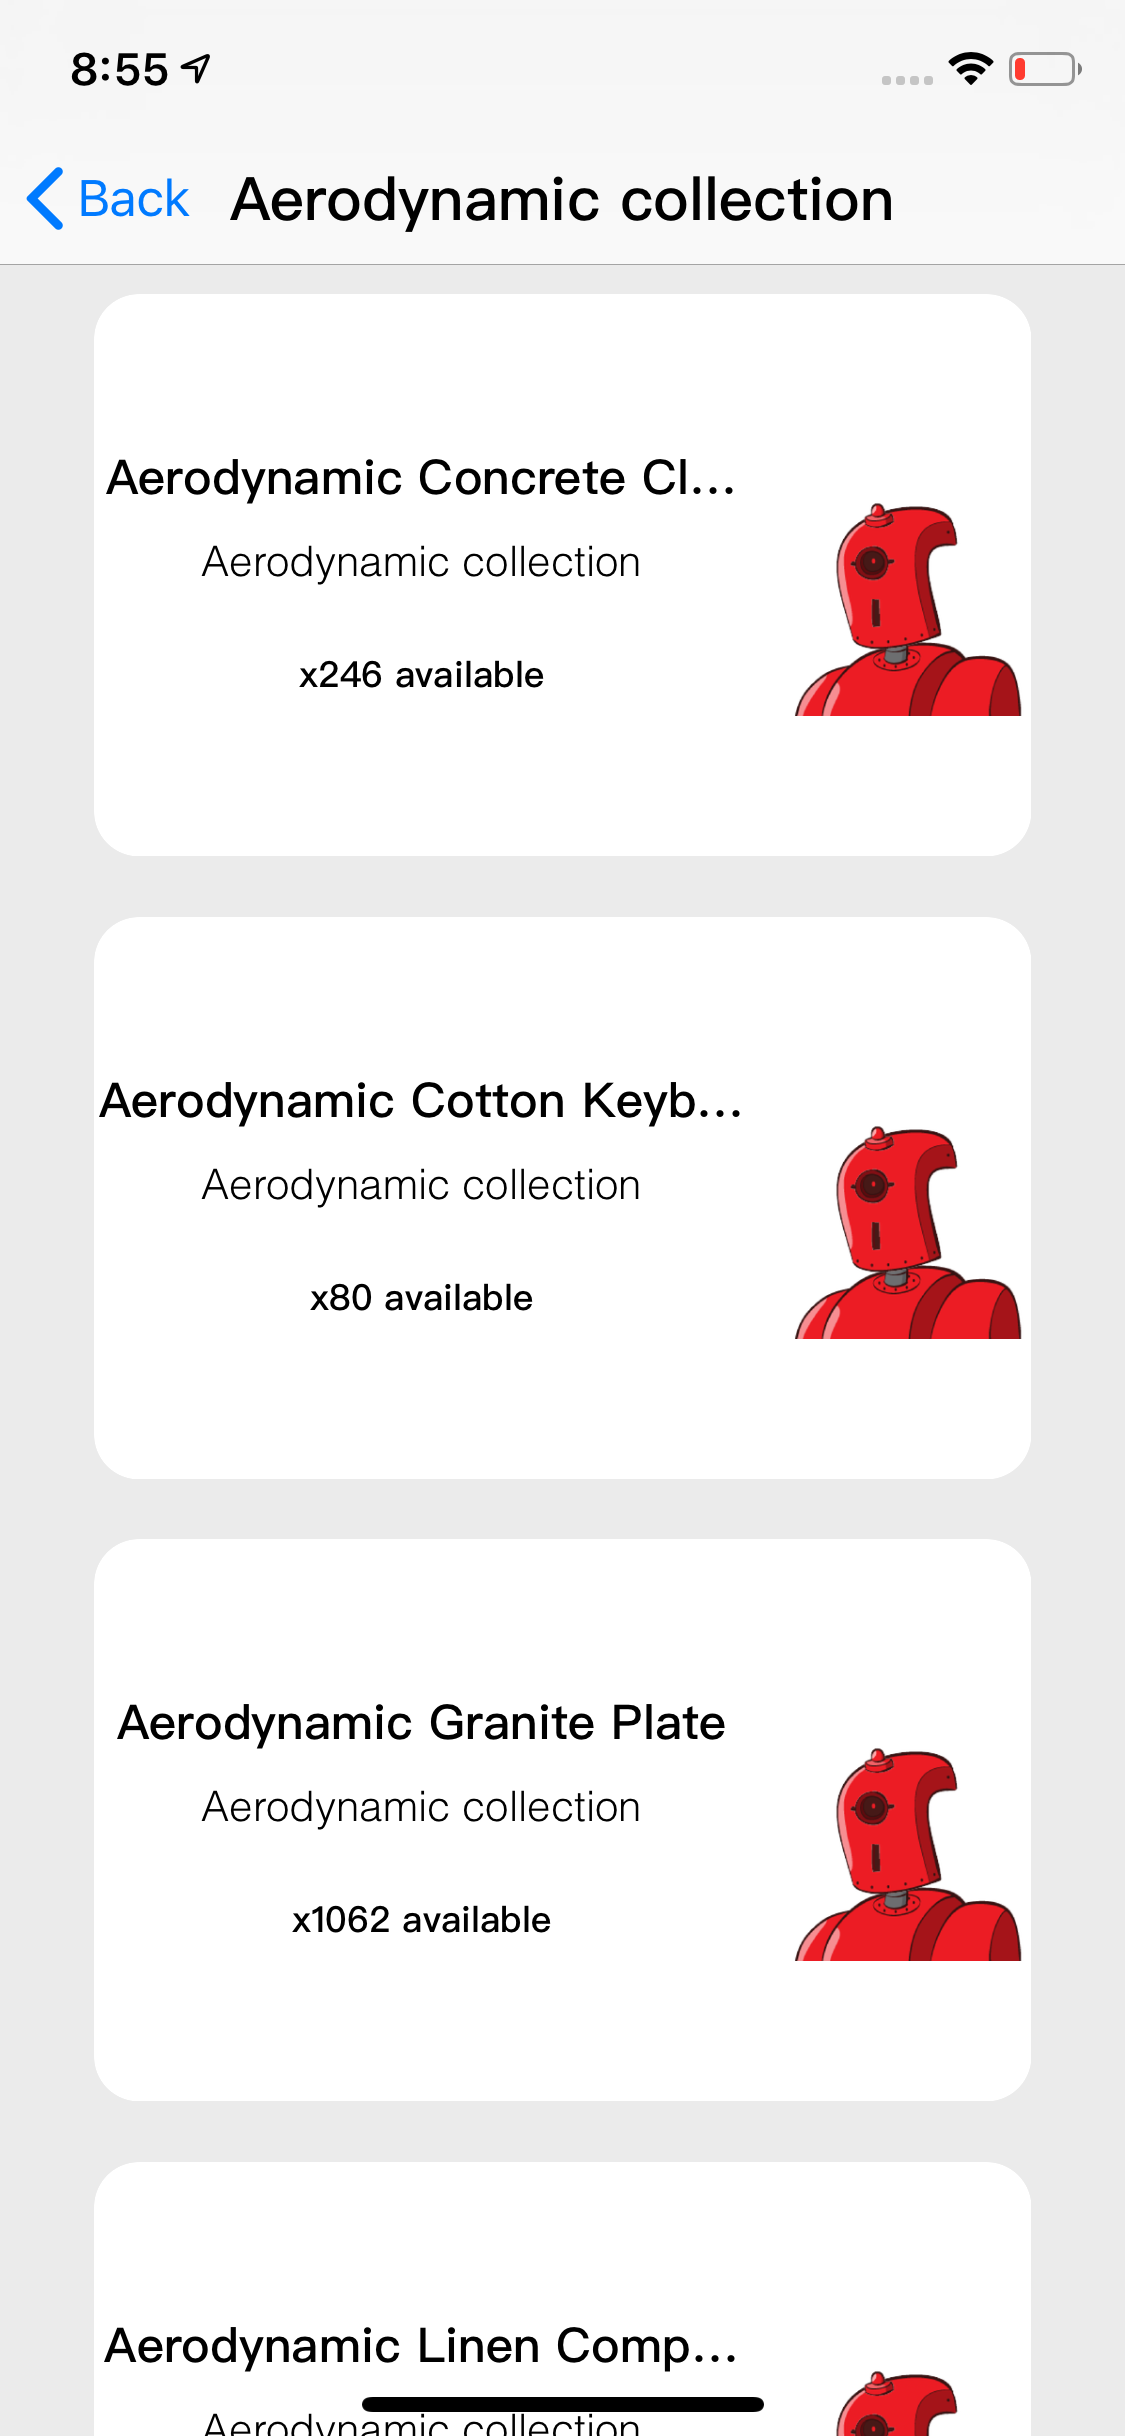 8:55
Back Aerodynamic collection
Aerodynamic Concrete Cl...
Aerodynamic collection
x246 available
Aerodynamic Cotton Keyb...
Aerodynamic collection
x80 available
Aerodynamic Granite Plate
Aerodynamic collection
x1062 available
Aerodynamic Linen Comp...
Aerodynamic collection